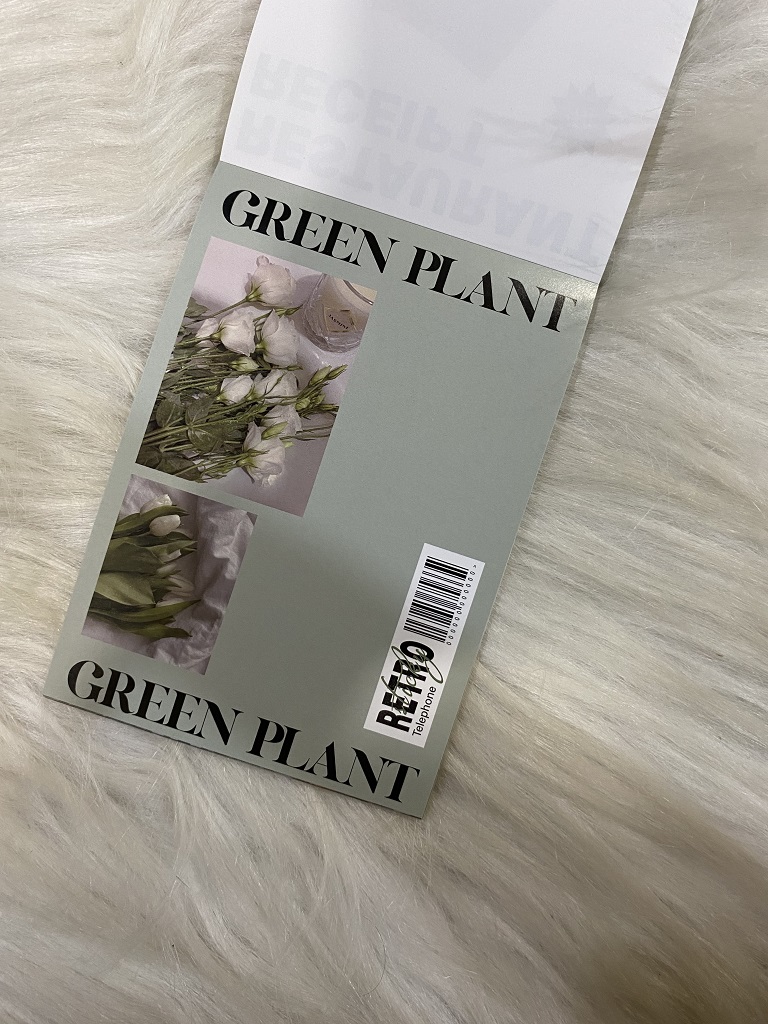 RESTAURANT
RECEIPT
GREEN PLANT
RETRO
Telephone
GREEN PLANT